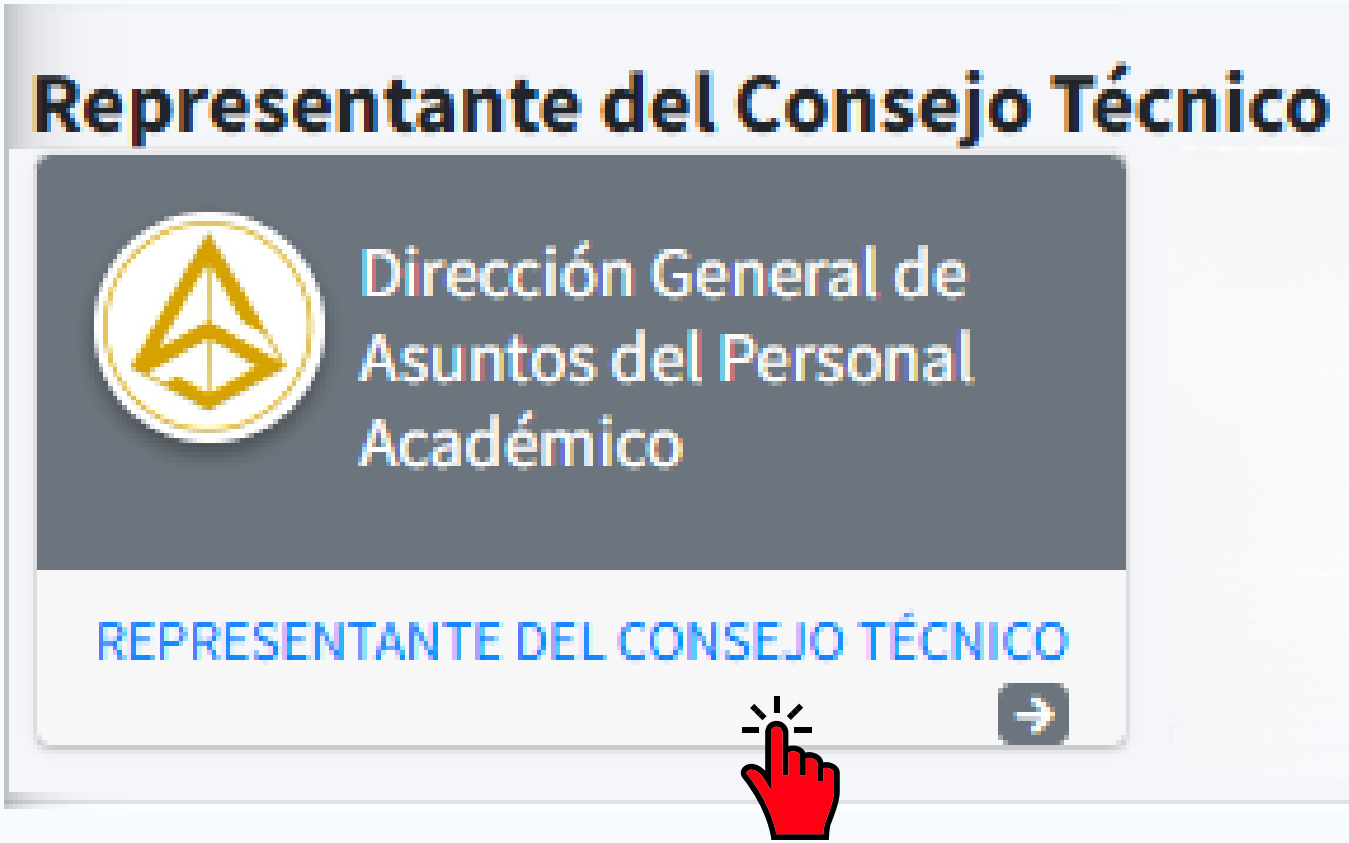 Representante del Consejo Técnico
Dirección General de
Asuntos del Personal
Académico
REPRESENTANTE DEL CONSEJO TÉCNICO